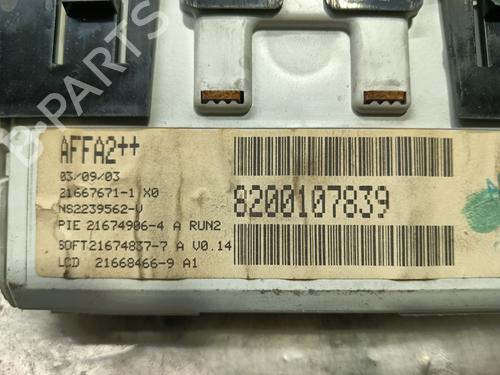 B-PARTS
AFFA2++
03/09/03
21667671-1 X0
NS2239562-V
PIE 21674906-4 A RUN2
SOFT21674837-7 A V0.14
LCD 21668466-9 A1
8200107839